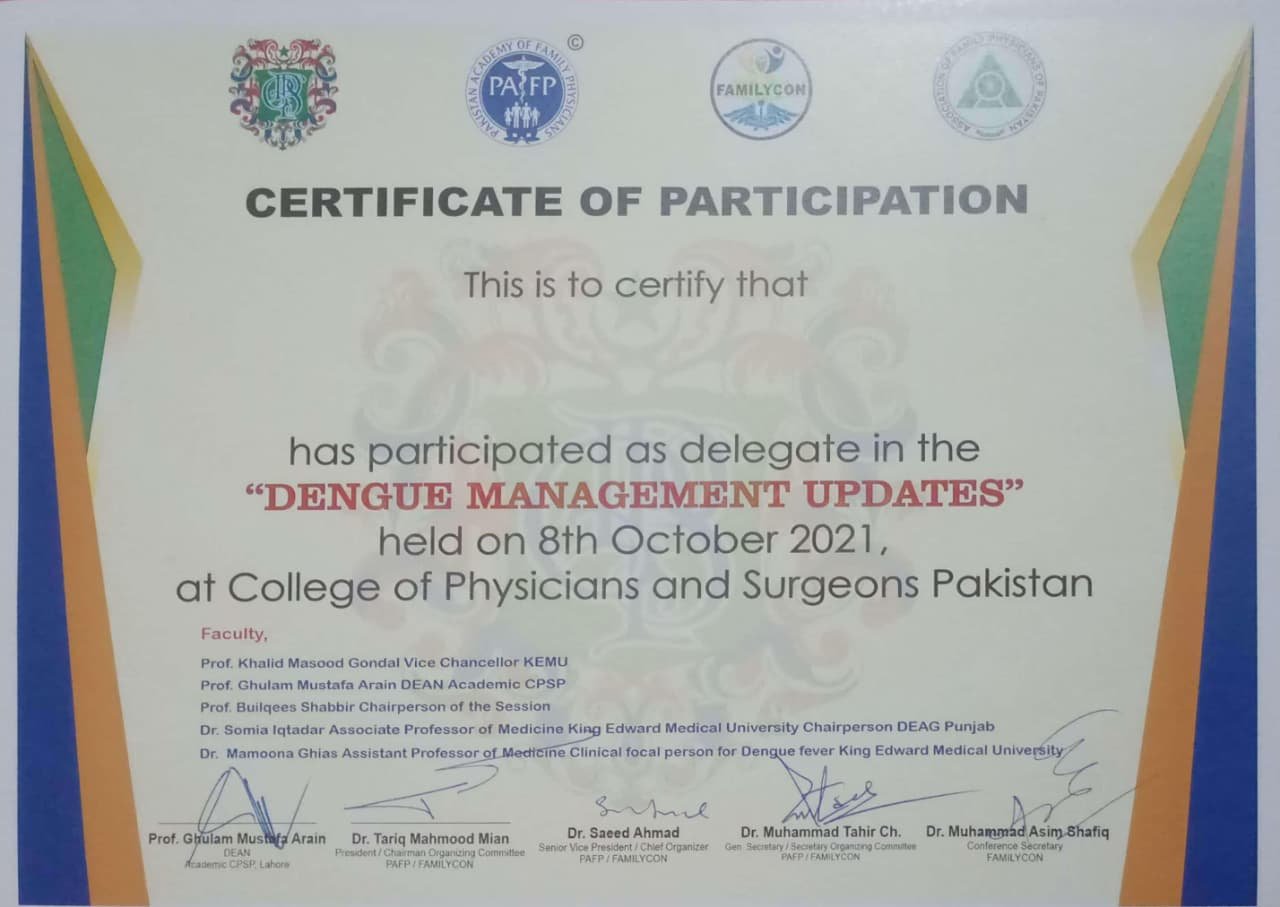 PAKISTAN ACADEMY OF FAMILY PHYSICIANS
PAFP
©
FAMILYCON
ASSOCIATION OF FAMILY PHYSICIANS OF PAKISTAN
CERTIFICATE OF PARTICIPATION
This is to certify that
has participated as delegate in the
“DENGUE MANAGEMENT UPDATES”
held on 8th October 2021,
at College of Physicians and Surgeons Pakistan
Faculty,
Prof. Khalid Masood Gondal Vice Chancellor KEMU
Prof. Ghulam Mustafa Arain DEAN Academic CPSP
Prof. Builqees Shabbir Chairperson of the Session
Dr. Somia Iqtadar Associate Professor of Medicine King Edward Medical University Chairperson DEAG Punjab
Dr. Mamoona Ghias Assistant Professor of Medicine Clinical focal person for Dengue fever King Edward Medical University
Prof. Ghulam Mustafa Arain
DEAN
Academic CPSP, Lahore
Dr. Tariq Mahmood Mian
President / Chairman Organizing Committee
PAFP / FAMILYCON
Dr. Saeed Ahmad
Senior Vice President / Chief Organizer
PAFP / FAMILYCON
Dr. Muhammad Tahir Ch.
Gen. Secretary / Secretary Organizing Committee
PAFP / FAMILYCON
Dr. Muhammad Asim Shafiq
Conference Secretary
FAMILYCON